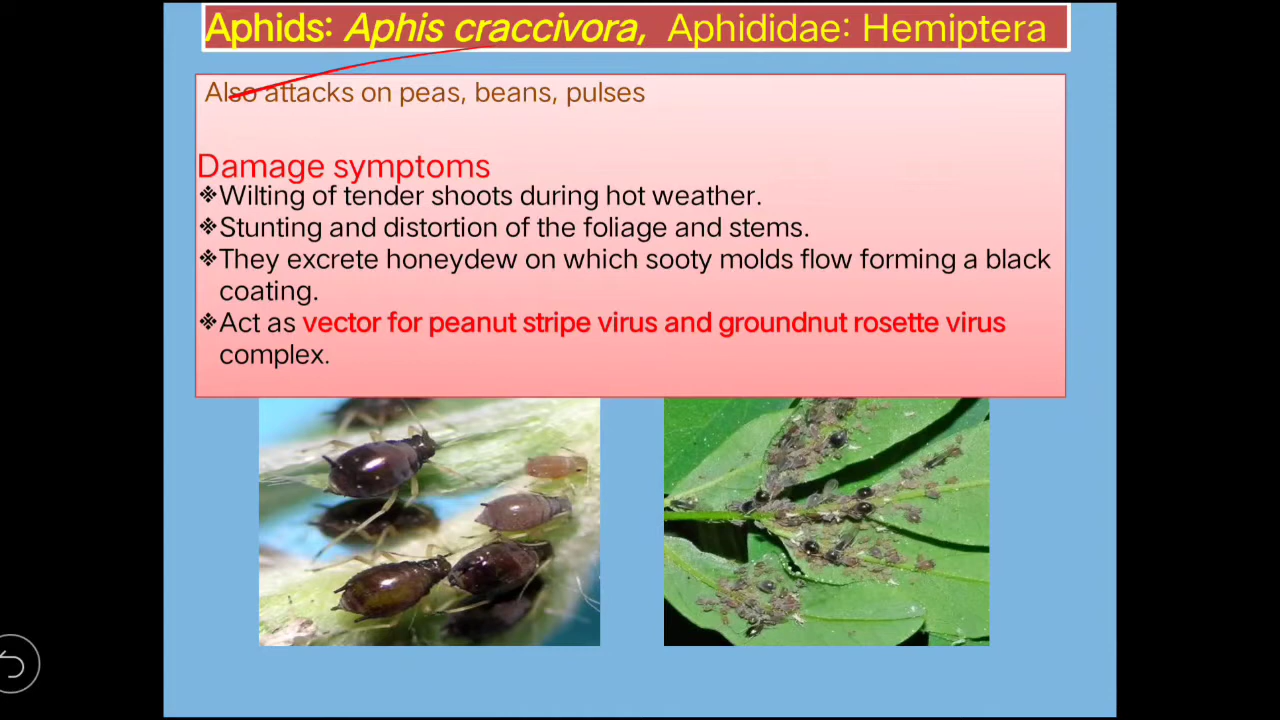 Aphids: Aphis craccivora, Aphididae: Hemiptera
Also attacks on peas, beans, pulses
Damage symptoms
❖Wilting of tender shoots during hot weather.
❖Stunting and distortion of the foliage and stems.
❖They excrete honeydew on which sooty molds flow forming a black
coating.
❖Act as vector for peanut stripe virus and groundnut rosette virus
complex.